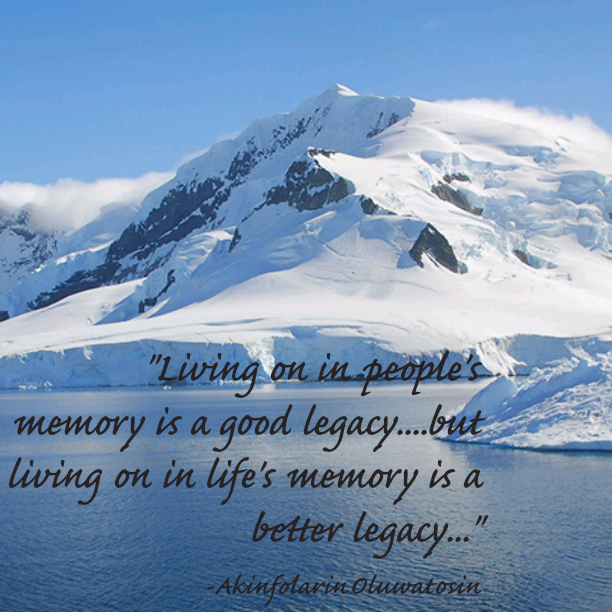 "Living on in people's
memory is a good legacy....but
living on in life's memory is a
better legacy..."
-Akinfolarin Oluwatosin